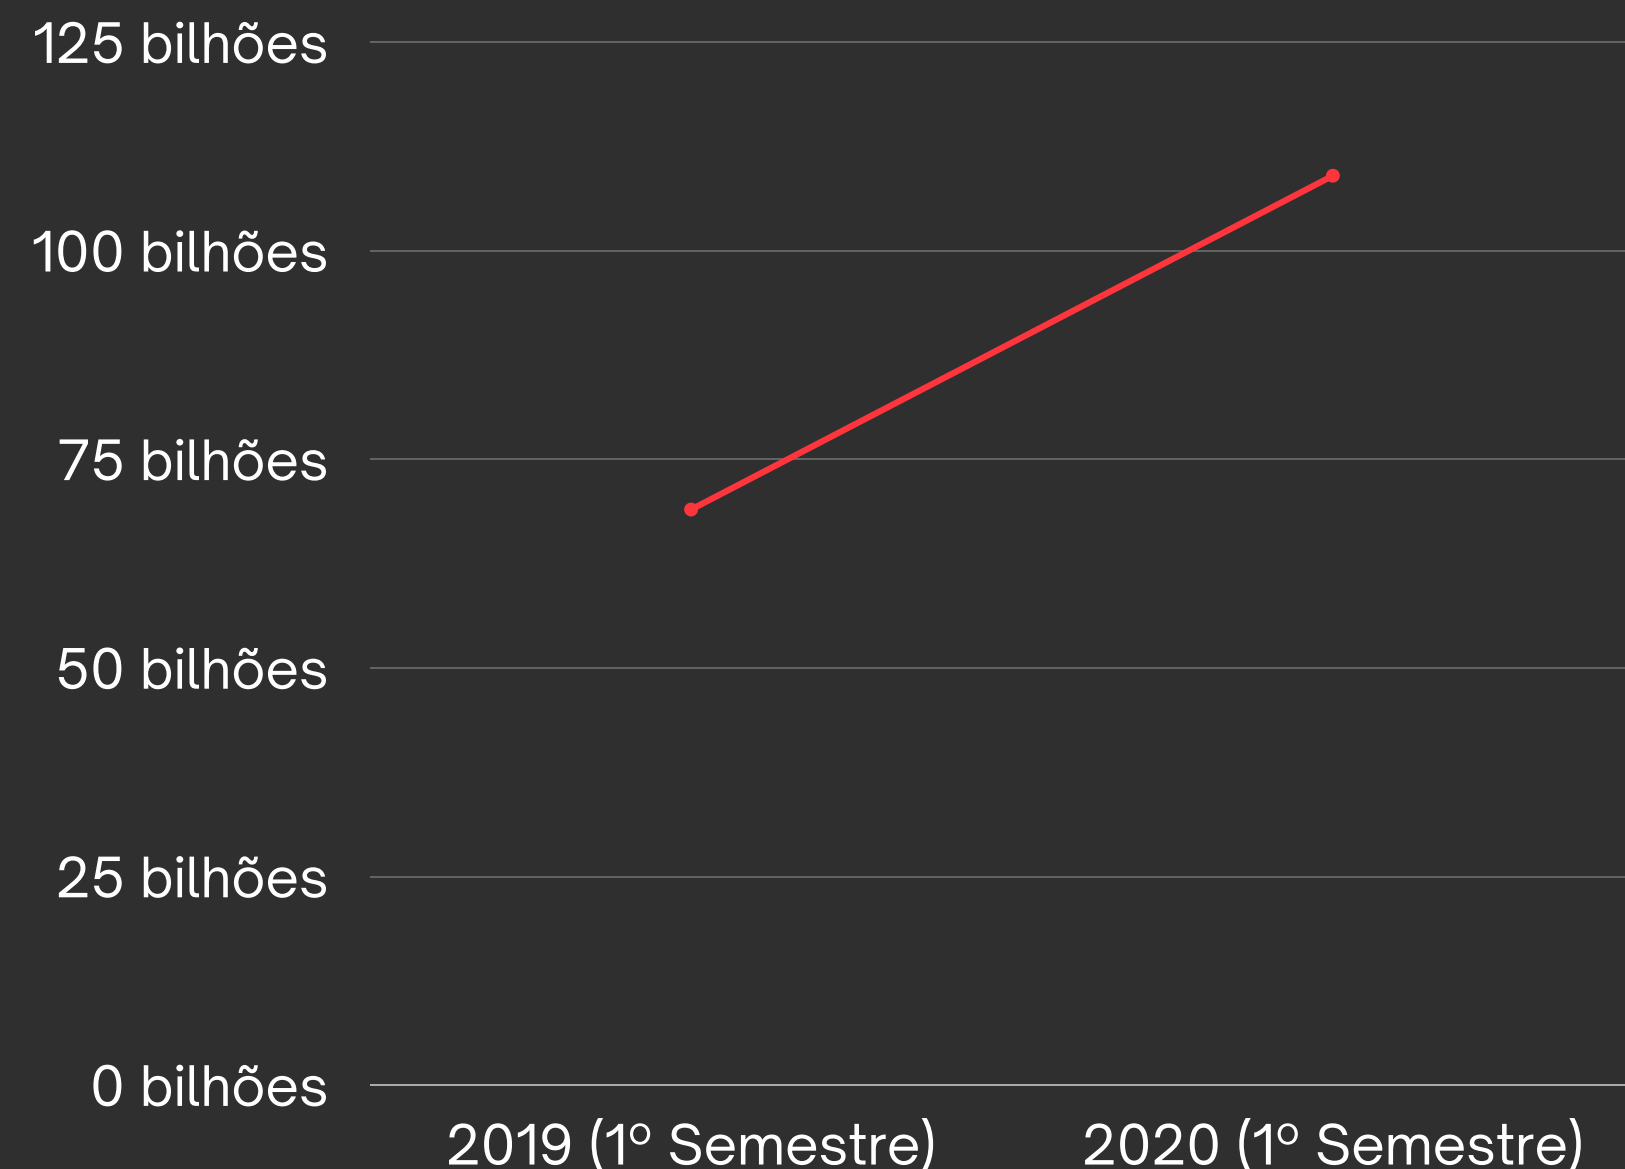 125 bilhões
100 bilhões
75 bilhões
50 bilhões
25 bilhões
0 bilhões
2019 (1º Semestre)
2020 (1º Semestre)